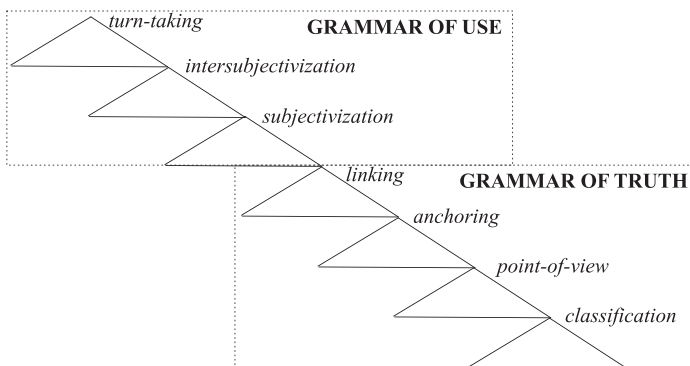 turn-taking
GRAMMAR OF USE
intersubjectivization
subjectivization
linking
GRAMMAR OF TRUTH
anchoring
point-of-view
classification